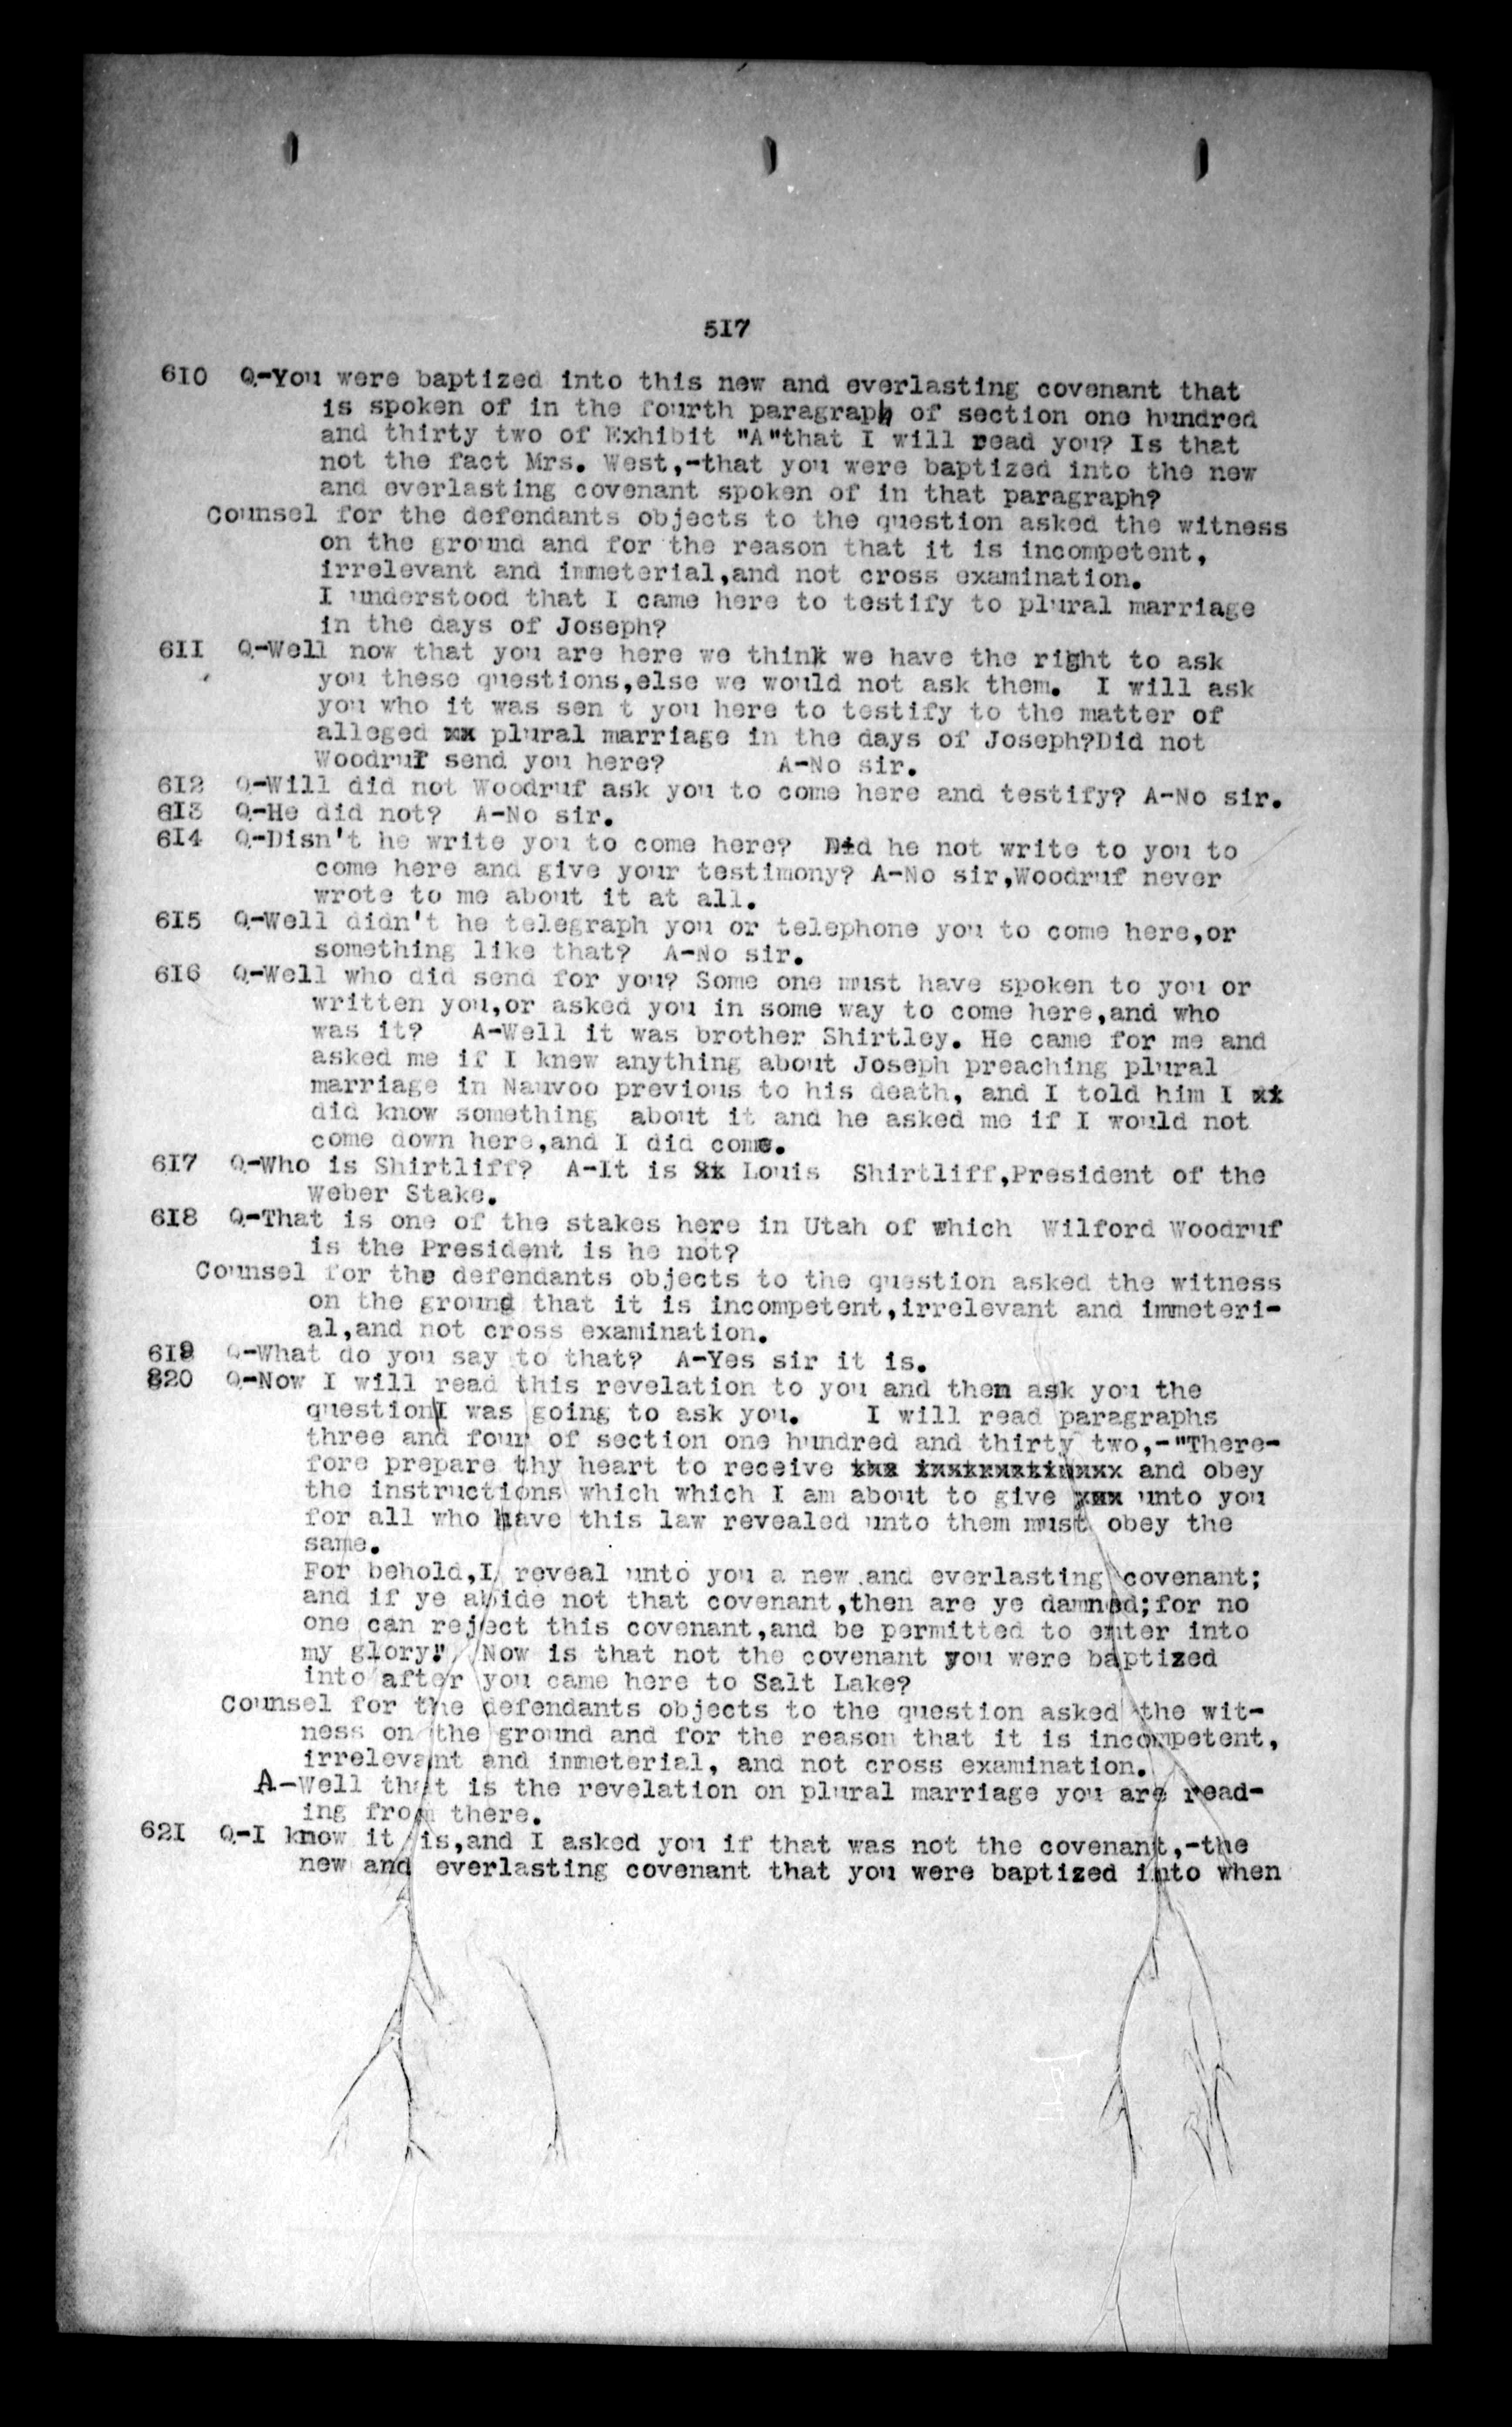 517
610 Q-You were baptized into this new and everlasting covenant that
is spoken of in the fourth paragraph of section one hundred
and thirty two of Exhibit "A"that I will read you? Is that
not the fact Mrs. West,-that you were baptized into the new
and everlasting covenant spoken of in that paragraph?
Counsel for the defendants objects to the question asked the witness
on the ground and for the reason that it is incompetent,
irrelevant and immeterial,and not cross examination.
I understood that I came here to testify to plural marriage
in the days of Joseph?
611 Q-Well now that you are here we think we have the right to ask
you these questions,else we would not ask them. I will ask
you who it was sen t you here to testify to the matter of
alleged xx plural marriage in the days of Joseph?Did not
Woodruf send you here? A-No sir.
612 Q-Will did not Woodruf ask you to come here and testify? A-No sir.
613 Q-He did not? A-No sir.
614 Q-Disn't he write you to come here? Did he not write to you to
come here and give your testimony? A-No sir,Woodruf never
wrote to me about it at all.
615 Q-Well didn't he telegraph you or telephone you to come here,or
something like that? A-No sir.
616 Q-Well who did send for you? Some one must have spoken to you or
written you,or asked you in some way to come here,and who
was it? A-Well it was brother Shirtley. He came for me and
asked me if I knew anything about Joseph preaching plural
marriage in Nauvoo previous to his death, and I told him I xx
did know something about it and he asked me if I would not
come down here,and I did come.
617 Q-Who is Shirtliff? A-It is xx Louis Shirtliff,President of the
Weber Stake.
618 Q-That is one of the stakes here in Utah of which Wilford Woodruf
is the President is he not?
Counsel for the defendants objects to the question asked the witness
on the ground that it is incompetent,irrelevant and immeteri-
al,and not cross examination.
619 Q-What do you say to that? A-Yes sir it is.
820 Q-Now I will read this revelation to you and then ask you the
question I was going to ask you. I will read paragraphs
three and four of section one hundred and thirty two,-"There-
fore prepare thy heart to receive and obey
the instructions which which I am about to give xxx unto you
for all who have this law revealed unto them must obey the
same.
For behold,I reveal unto you a new and everlasting covenant;
and if ye abide not that covenant,then are ye damned;for no
one can reject this covenant,and be permitted to enter into
my glory!" Now is that not the covenant you were baptized
into after you came here to Salt Lake?
Counsel for the defendants objects to the question asked the wit-
ness on the ground and for the reason that it is incompetent,
irrelevant and immeterial, and not cross examination.
A-Well that is the revelation on plural marriage you are read-
ing from there.
621 Q-I know it is,and I asked you if that was not the covenant,-the
new and everlasting covenant that you were baptized into when